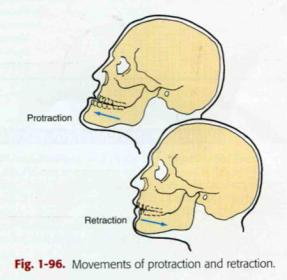 Protraction
Retraction
Fig. 1-96. Movements of protraction and retraction.